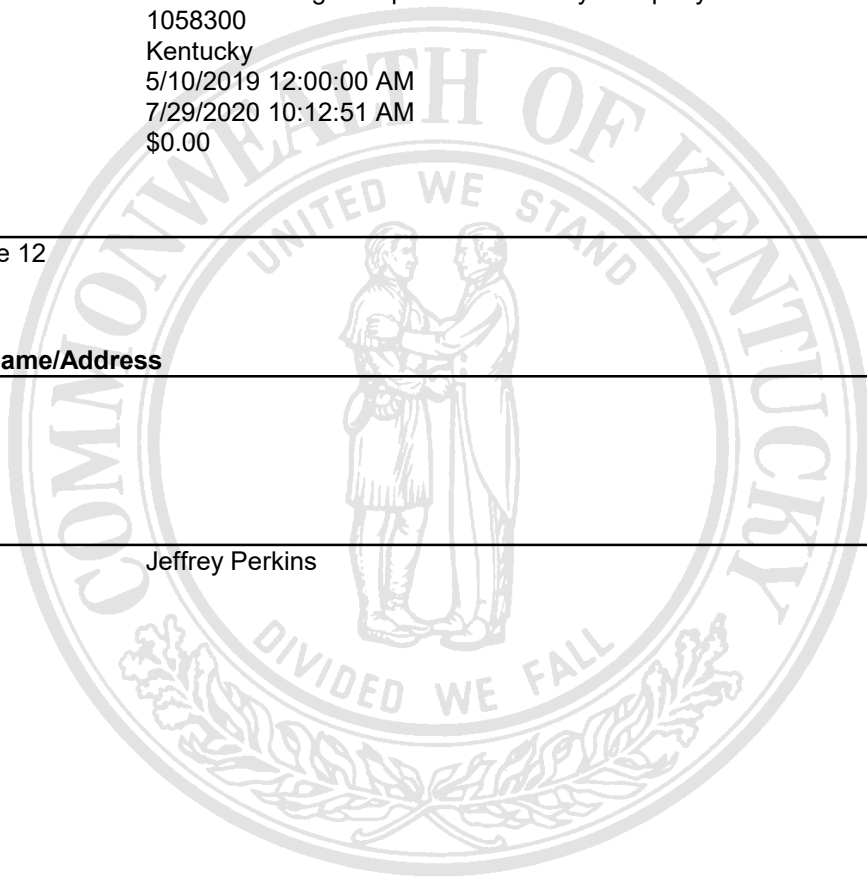 1058300
Kentucky
5/10/2019 12:00:00 AM
7/29/2020 10:12:51 AM
$0.00
e 12
ame/Address
Jeffrey Perkins
COMMONWEALTH OF KENTUCKY
UNITED WE STAND
DIVIDED WE FALL